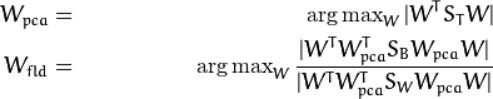 W_pca = arg max_W |W^T S_T W|
W_fld = arg max_W |W^T W_pca^T S_B W_pca W| / |W^T W_pca^T S_W W_pca W|